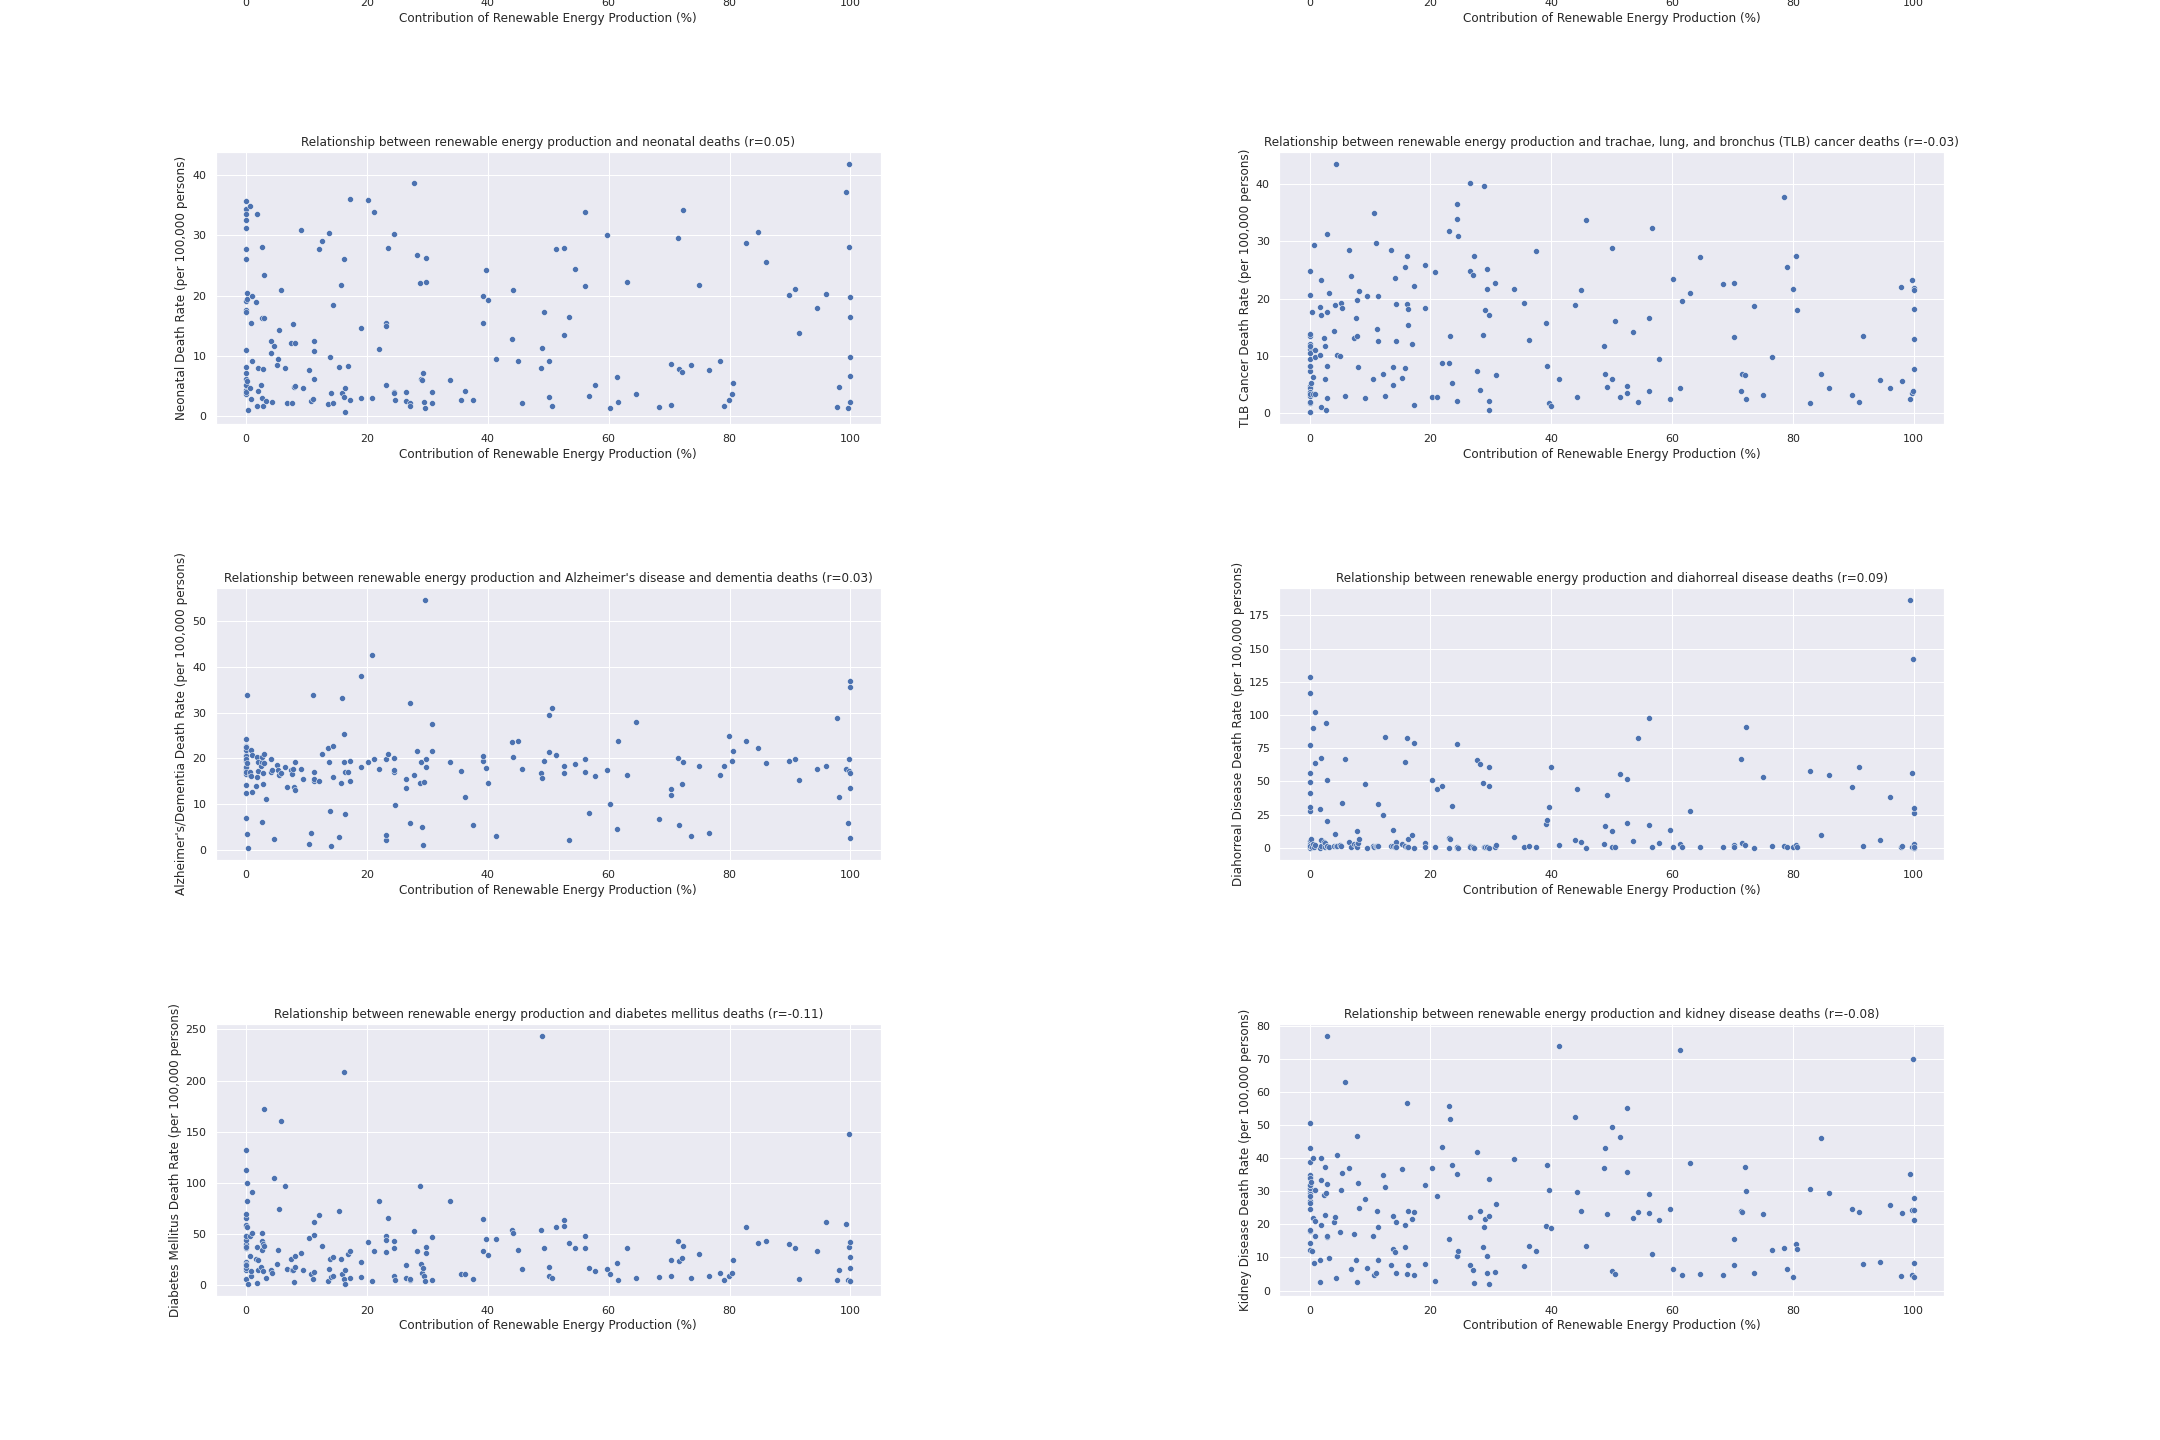 0 20 40 60 80 100
Contribution of Renewable Energy Production (%)
0 20 40 60 80 100
Contribution of Renewable Energy Production (%)
Relationship between renewable energy production and neonatal deaths (r=0.05)
Neonatal Death Rate (per 100,000 persons)
40
30
20
10
0
0 20 40 60 80 100
Contribution of Renewable Energy Production (%)
Relationship between renewable energy production and trachae, lung, and bronchus (TLB) cancer deaths (r=-0.03)
TLB Cancer Death Rate (per 100,000 persons)
40
30
20
10
0
0 20 40 60 80 100
Contribution of Renewable Energy Production (%)
Relationship between renewable energy production and Alzheimer's disease and dementia deaths (r=0.03)
Alzheimer's/Dementia Death Rate (per 100,000 persons)
50
40
30
20
10
0
0 20 40 60 80 100
Contribution of Renewable Energy Production (%)
Relationship between renewable energy production and diahorreal disease deaths (r=0.09)
Diahorreal Disease Death Rate (per 100,000 persons)
175
150
125
100
75
50
25
0
0 20 40 60 80 100
Contribution of Renewable Energy Production (%)
Relationship between renewable energy production and diabetes mellitus deaths (r=-0.11)
Diabetes Mellitus Death Rate (per 100,000 persons)
250
200
150
100
50
0
0 20 40 60 80 100
Contribution of Renewable Energy Production (%)
Relationship between renewable energy production and kidney disease deaths (r=-0.08)
Kidney Disease Death Rate (per 100,000 persons)
80
70
60
50
40
30
20
10
0
0 20 40 60 80 100
Contribution of Renewable Energy Production (%)